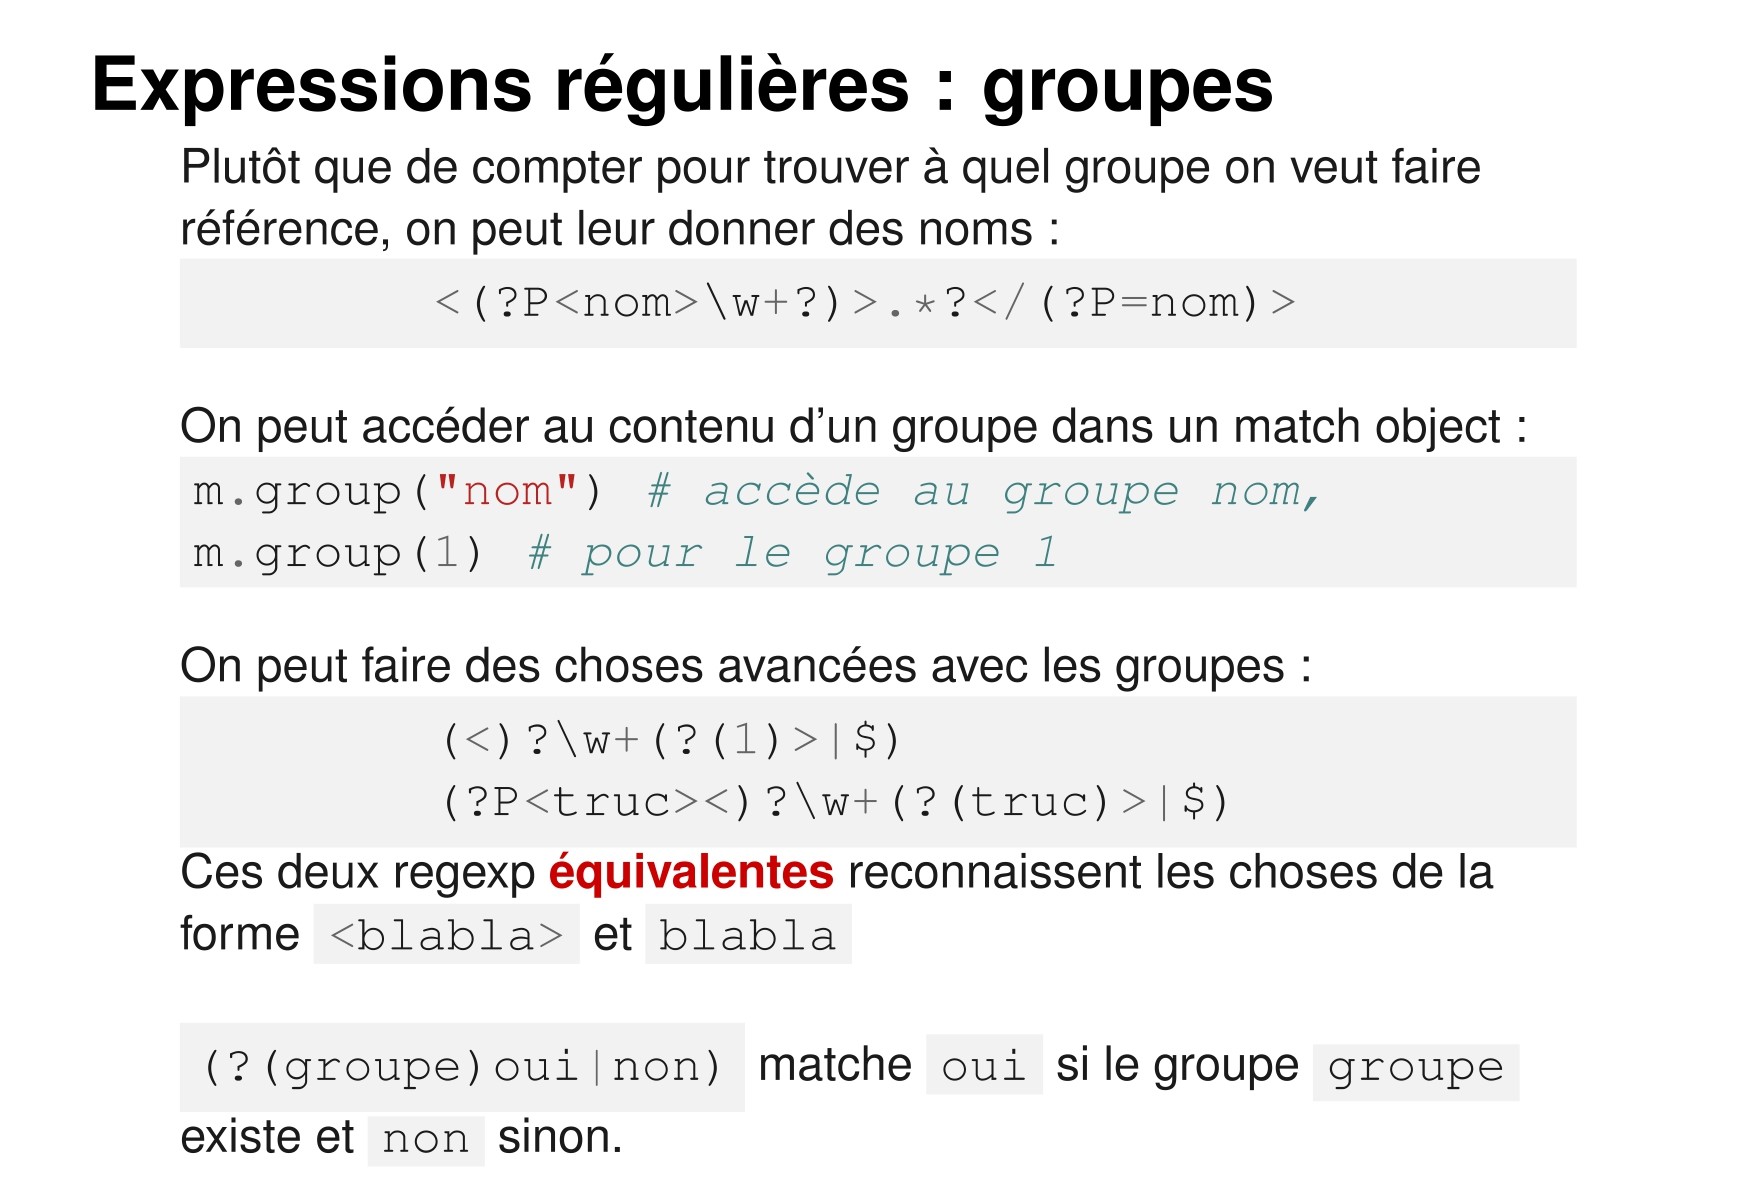 Expressions régulières : groupes
Plutôt que de compter pour trouver à quel groupe on veut faire
référence, on peut leur donner des noms :
<(?P<nom>\w+?)>.*?</(?P=nom)>
On peut accéder au contenu d’un groupe dans un match object :
m.group("nom") # accède au groupe nom,
m.group(1) # pour le groupe 1
On peut faire des choses avancées avec les groupes :
(<)?\w+(?(1)>|$)
(?P<truc><)?\w+(?(truc)>|$)
Ces deux regexp équivalentes reconnaissent les choses de la
forme <blabla> et blabla
(?(groupe)oui|non) matche oui si le groupe groupe
existe et non sinon.